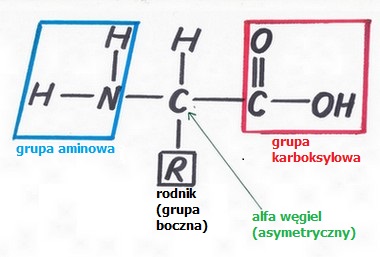 H H O
H N C C OH
R
grupa aminowa
grupa
karboksylowa
rodnik
(grupa
boczna)
alfa węgiel
(asymetryczny)